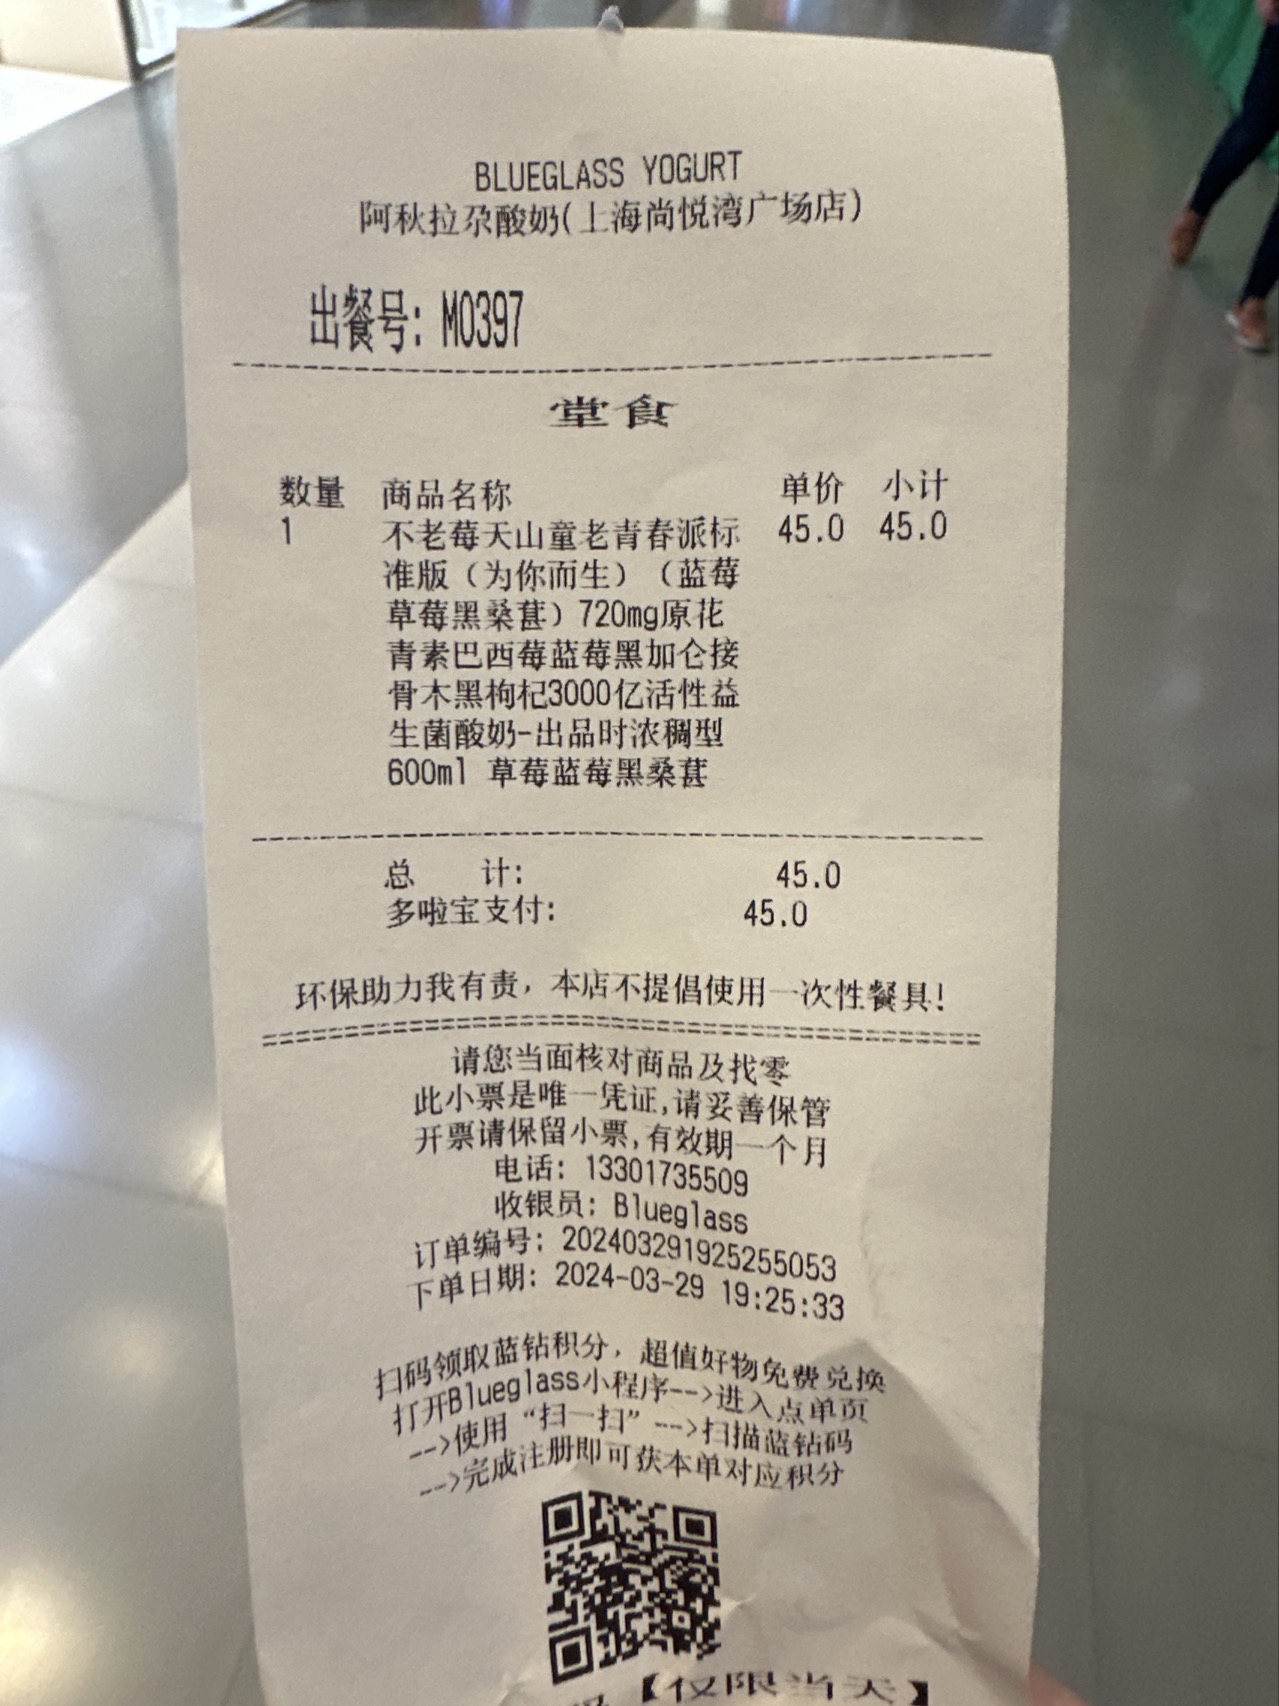 BLUEGLASS YOGURT
阿秋拉尕酸奶(上海尚悦湾广场店)
出餐号: M0397
堂食
数量 商品名称 单价 小计
1 不老莓天山童老青春派标 45.0 45.0
准版（为你而生）（蓝莓
草莓黑桑葚）720mg原花
青素巴西莓蓝莓黑加仑接
骨木黑枸杞3000亿活性益
生菌酸奶-出品时浓稠型
600ml 草莓蓝莓黑桑葚
总 计: 45.0
多啦宝支付: 45.0
环保助力我有责，本店不提倡使用一次性餐具!
请您当面核对商品及找零
此小票是唯一凭证,请妥善保管
开票请保留小票,有效期一个月
电话: 13301735509
收银员: Blueglass
订单编号: 202403291925255053
下单日期: 2024-03-29 19:25:33
扫码领取蓝钻积分，超值好物免费兑换
打开Blueglass小程序-->进入点单页
-->使用“扫一扫”-->扫描蓝钻码
-->完成注册即可获本单对应积分
【仅限当天】